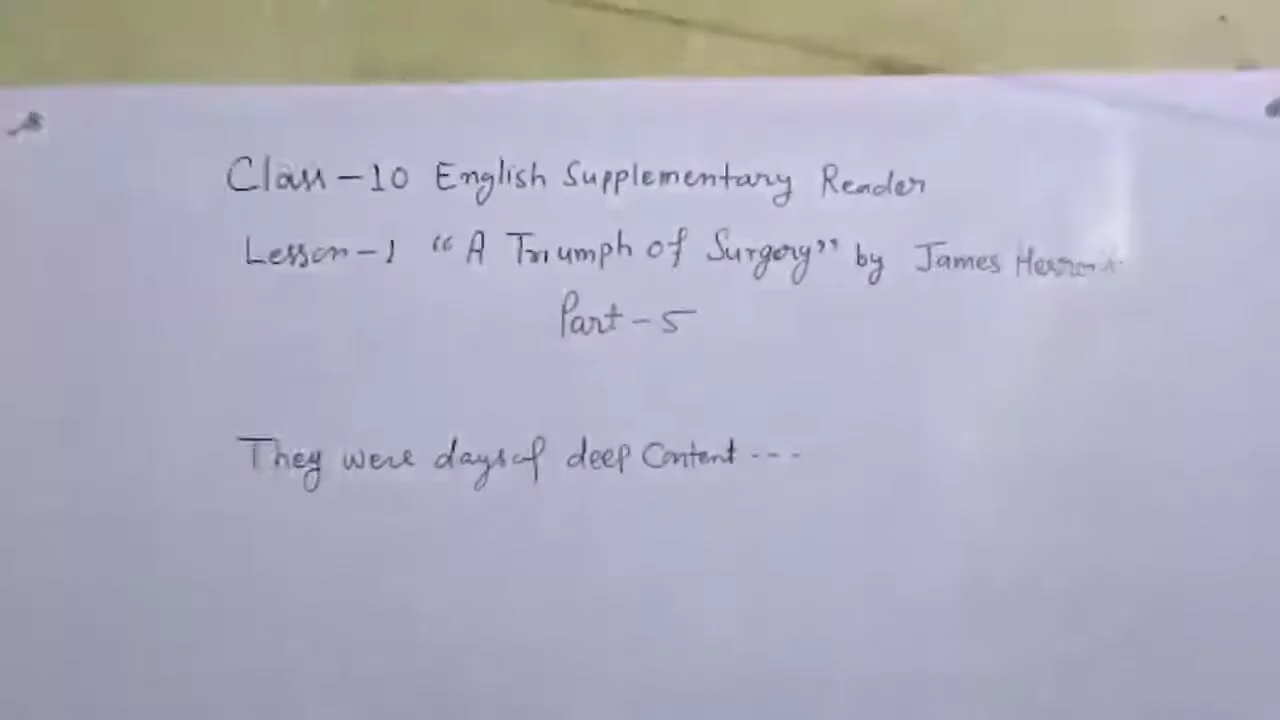 Class-10 English Supplementary Reader
Lesson-1 "A Triumph of Surgery" by James Herriot
Part-5
They were days of deep Content ---